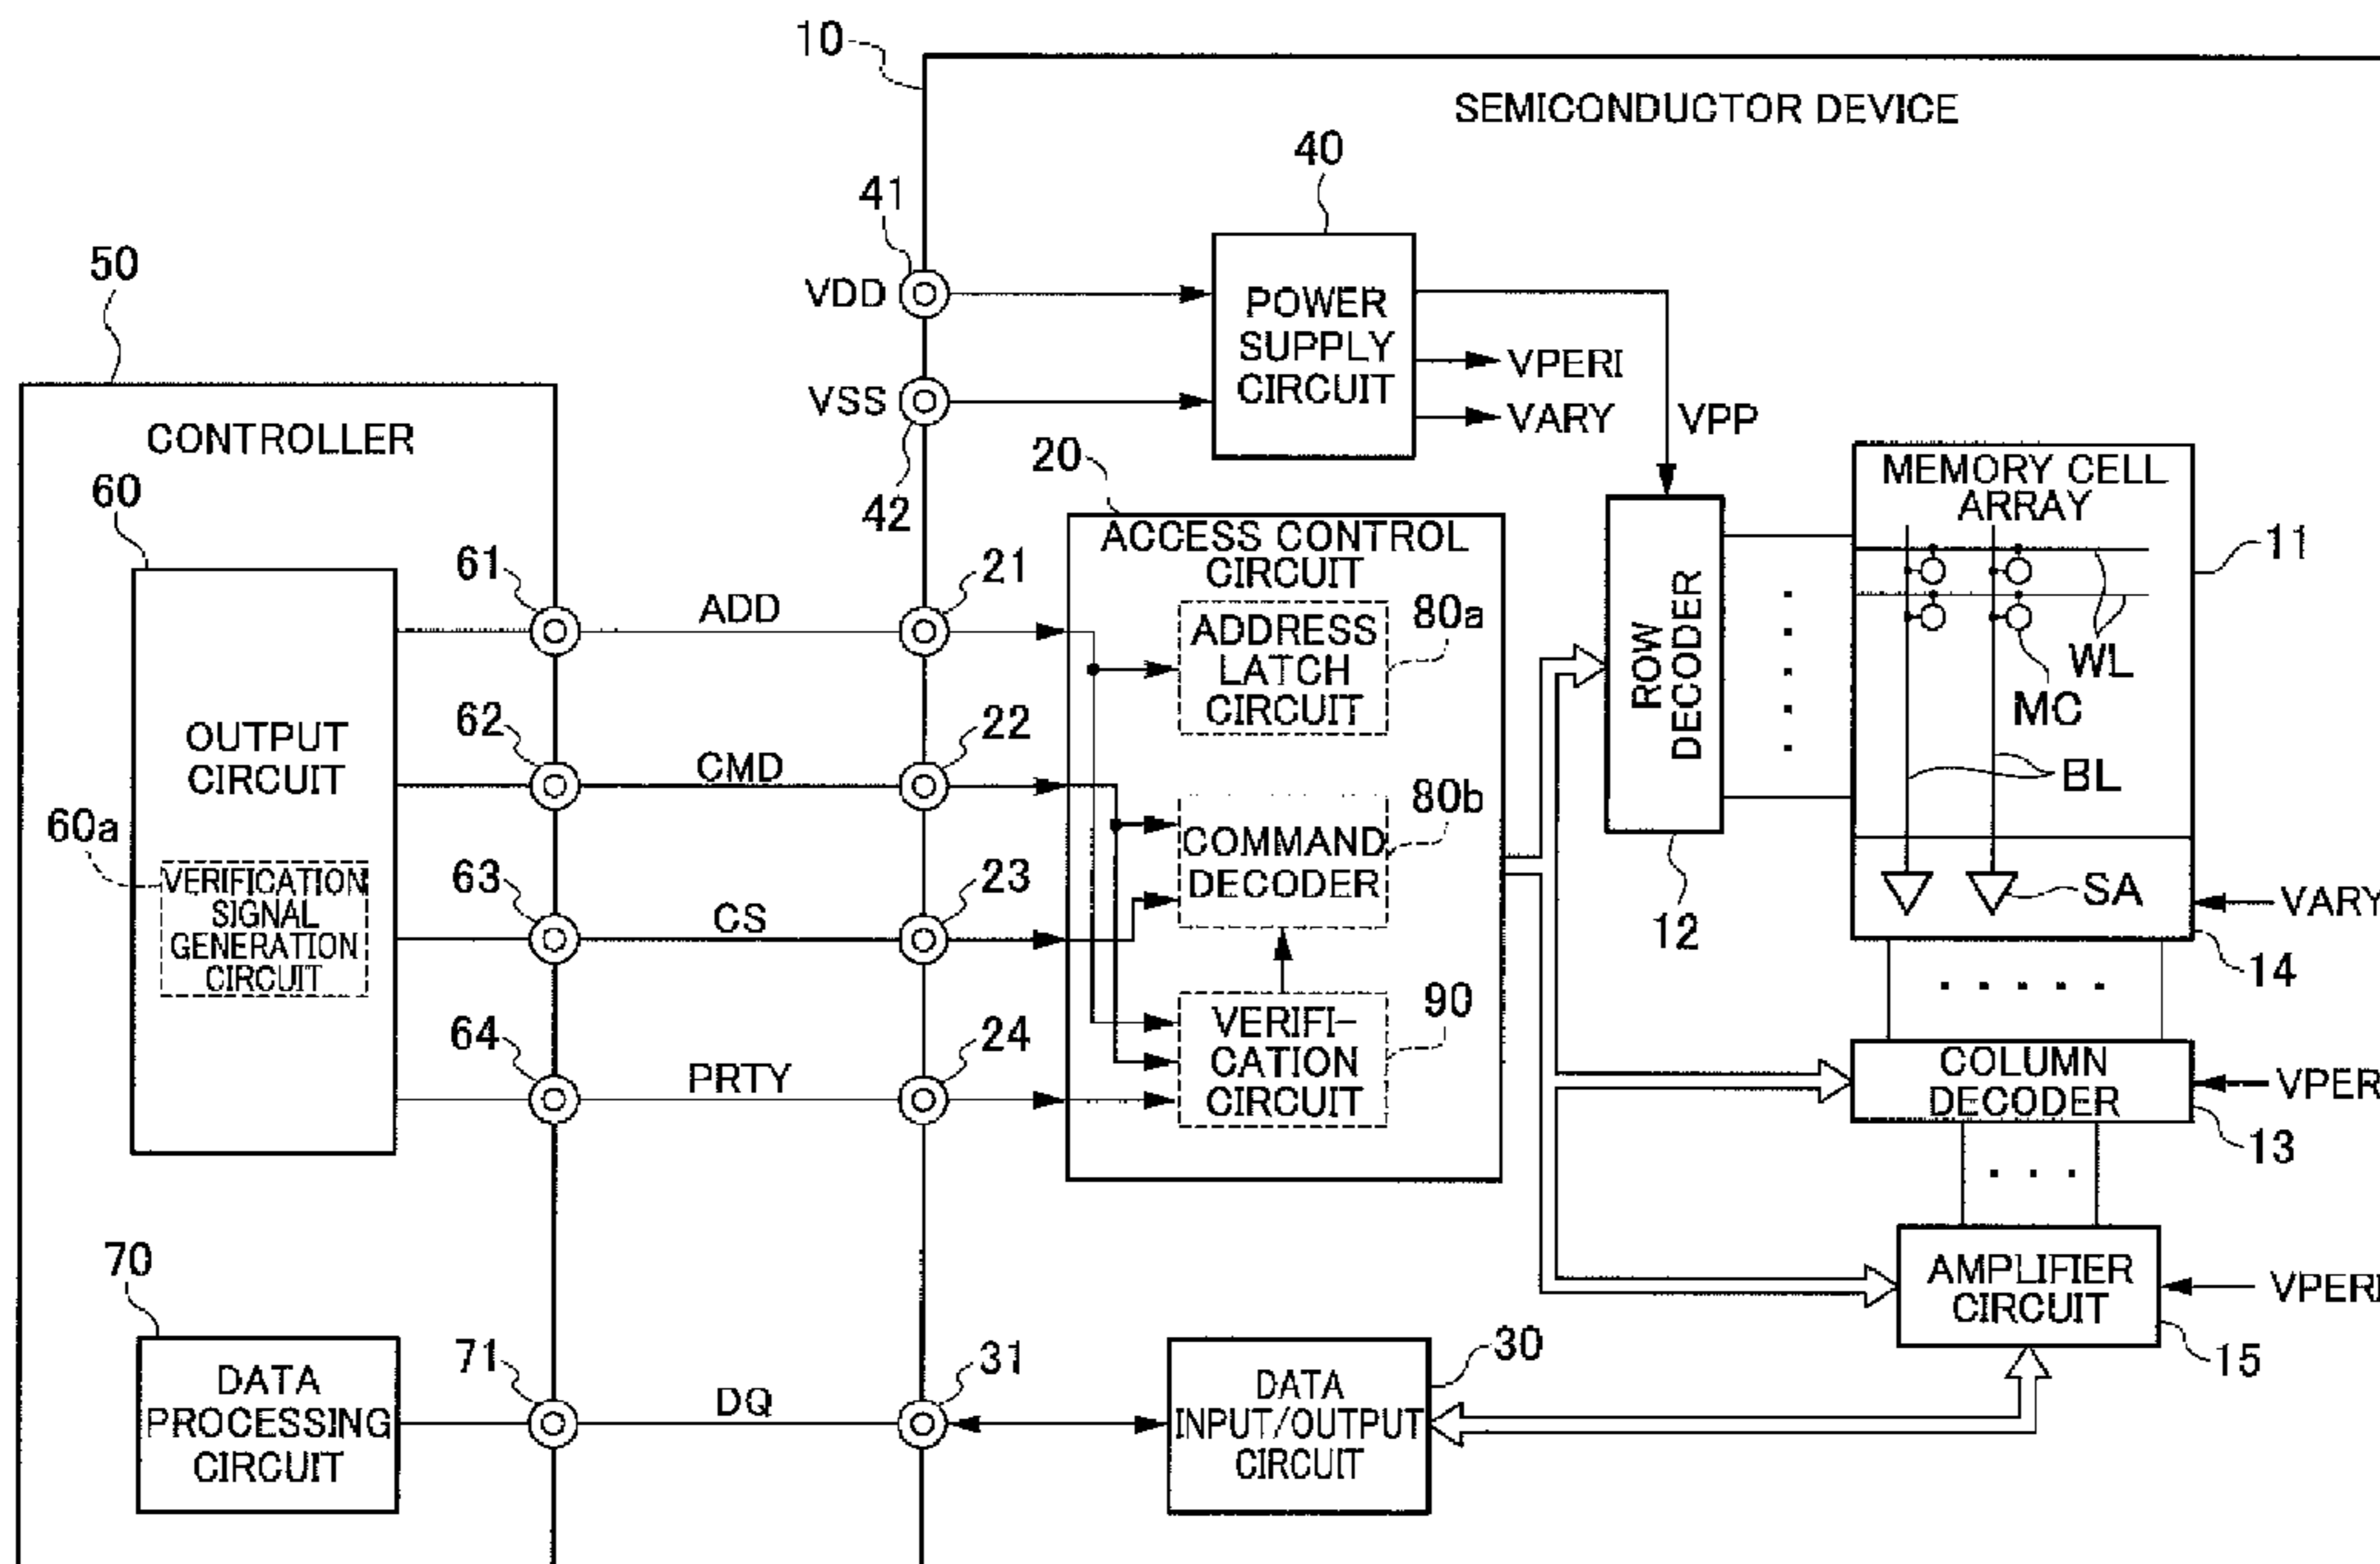 10
SEMICONDUCTOR DEVICE
40
41
VDD
POWER
SUPPLY
CIRCUIT
VPERI
VARY
VPP
VSS
42
50
CONTROLLER
60
OUTPUT
CIRCUIT
60a
VERIFICATION
SIGNAL
GENERATION
CIRCUIT
61
ADD
21
62
CMD
22
63
CS
23
64
PRTY
24
20
ACCESS CONTROL
CIRCUIT
ADDRESS
LATCH
CIRCUIT
80a
COMMAND
DECODER
80b
VERIFI-
CATION
CIRCUIT
90
ROW
DECODER
12
MEMORY CELL
ARRAY
11
WL
MC
BL
SA
VARY
14
COLUMN
DECODER
VPER
13
AMPLIFIER
CIRCUIT
VPERI
15
70
DATA
PROCESSING
CIRCUIT
71
DQ
31
DATA
INPUT/OUTPUT
CIRCUIT
30